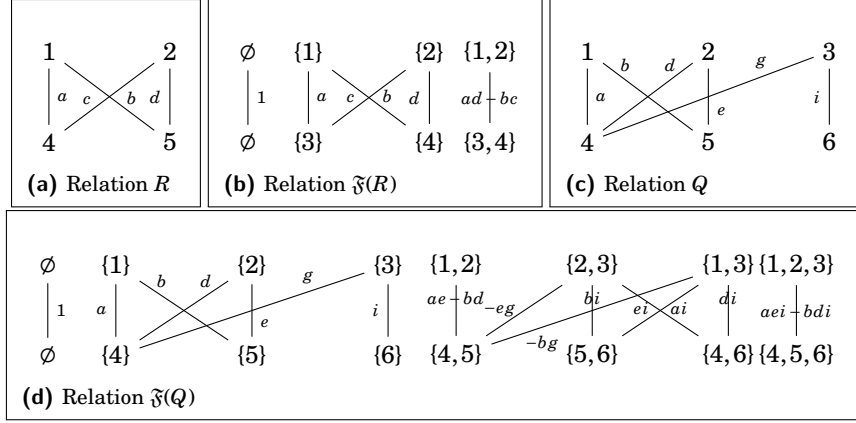 1 2
a c b d
4 5
(a) Relation R
∅ {1} {2} {1,2}
1 a c b d ad−bc
∅ {3} {4} {3,4}
(b) Relation 𝔉(R)
1 2 3
b d g
a e i
4 5 6
(c) Relation Q
∅ {1} {2} {3} {1,2} {2,3} {1,3} {1,2,3}
b d g
1 a e i ae−bd −eg bi ei ai di aei−bdi
−bg
∅ {4} {5} {6} {4,5} {5,6} {4,6} {4,5,6}
(d) Relation 𝔉(Q)